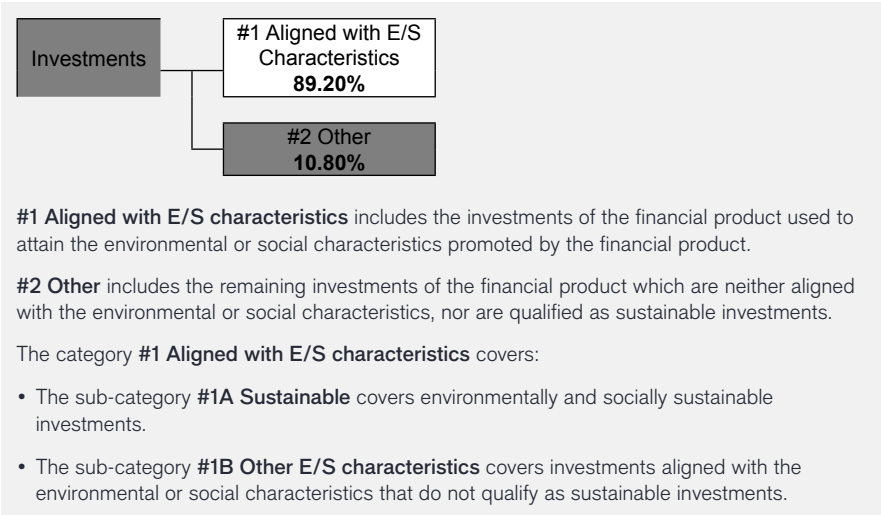 Investments
#1 Aligned with E/S
Characteristics
89.20%
#2 Other
10.80%
#1 Aligned with E/S characteristics includes the investments of the financial product used to
attain the environmental or social characteristics promoted by the financial product.
#2 Other includes the remaining investments of the financial product which are neither aligned
with the environmental or social characteristics, nor are qualified as sustainable investments.
The category #1 Aligned with E/S characteristics covers:
• The sub-category #1A Sustainable covers environmentally and socially sustainable
investments.
• The sub-category #1B Other E/S characteristics covers investments aligned with the
environmental or social characteristics that do not qualify as sustainable investments.